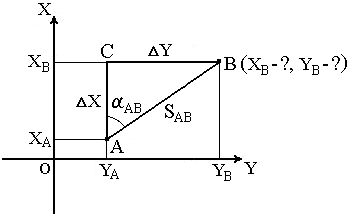 X
C ΔY
X_B B (X_B-?, Y_B-?)
ΔX α_AB S_AB
X_A A
O Y_A Y_B Y